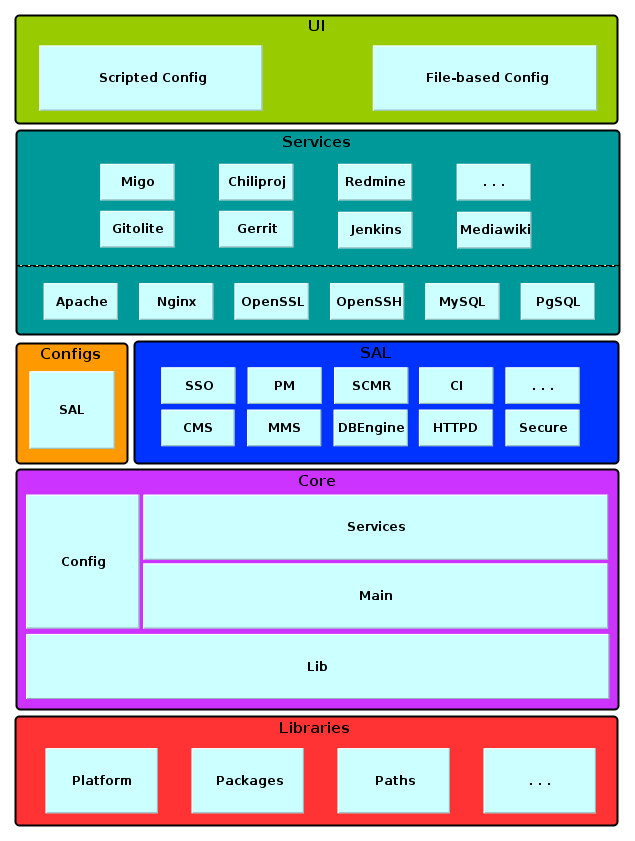 UI
Scripted Config
File-based Config
Services
Migo
Chiliproj
Redmine
. . .
Gitolite
Gerrit
Jenkins
Mediawiki
Apache
Nginx
OpenSSL
OpenSSH
MySQL
PgSQL
Configs
SAL
SAL
SSO
PM
SCMR
CI
. . .
CMS
MMS
DBEngine
HTTPD
Secure
Core
Config
Services
Main
Lib
Libraries
Platform
Packages
Paths
. . .